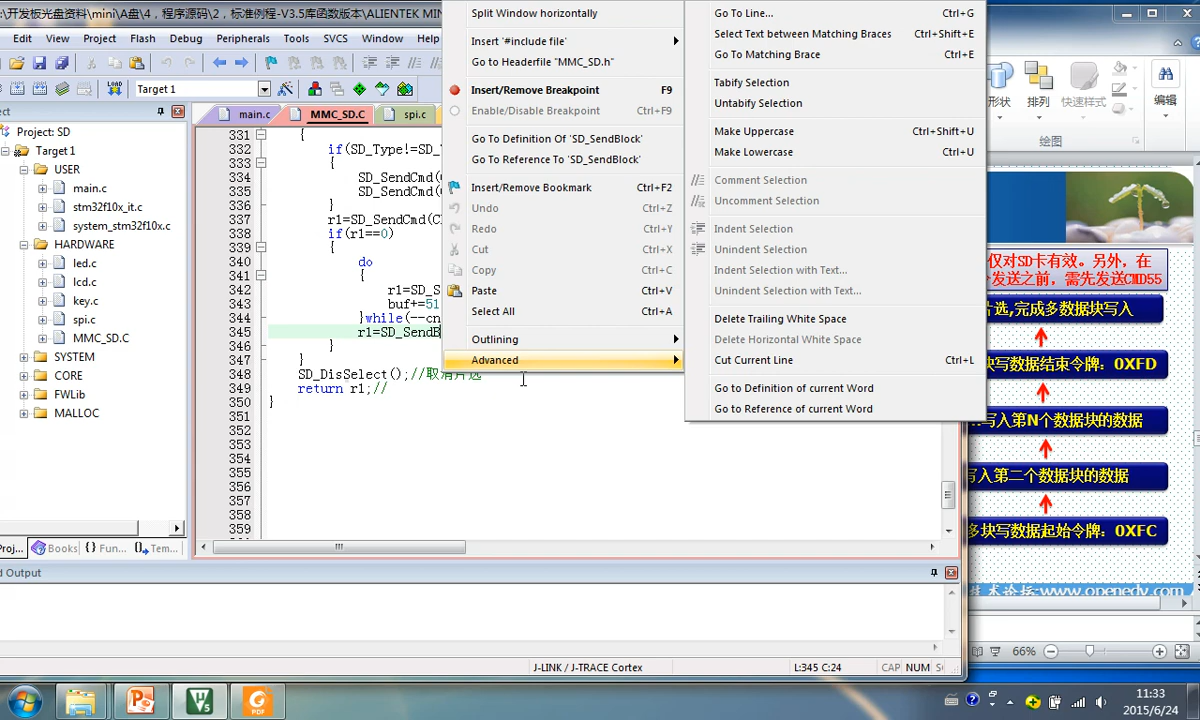 :\开发板光盘资料\mini\A盘\4，程序源码\2，标准例程-V3.5库函数版本\ALIENTEK MIN
Edit View Project Flash Debug Peripherals Tools SVCS Window Help
Target 1
Project: SD
Target 1
USER
main.c
stm32f10x_it.c
system_stm32f10x.c
HARDWARE
led.c
lcd.c
key.c
spi.c
MMC_SD.C
SYSTEM
CORE
FWLib
MALLOC
Books
Fun...
Tem...
main.c MMC_SD.C spi.c
331 {
332 if(SD_Type!=SD_
333 {
334 SD_SendCmd(
335 SD_SendCmd(
336 }
337 r1=SD_SendCmd(C
338 if(r1==0)
339 {
340 do
341 {
342 r1=SD_S
343 buf+=51
344 }while(--cn
345 r1=SD_SendB
346 }
347 }
348 SD_DisSelect();//取消片选
349 return r1;//
350 }
351
352
353
354
355
356
357
358
359
Split Window horizontally
Insert '#include file'
Go to Headerfile "MMC_SD.h"
Insert/Remove Breakpoint F9
Enable/Disable Breakpoint Ctrl+F9
Go To Definition Of 'SD_SendBlock'
Go To Reference To 'SD_SendBlock'
Insert/Remove Bookmark Ctrl+F2
Undo Ctrl+Z
Redo Ctrl+Y
Cut Ctrl+X
Copy Ctrl+C
Paste Ctrl+V
Select All Ctrl+A
Outlining
Advanced
Go To Line... Ctrl+G
Select Text between Matching Braces Ctrl+Shift+E
Go To Matching Brace Ctrl+E
Tabify Selection
Untabify Selection
Make Uppercase Ctrl+Shift+U
Make Lowercase Ctrl+U
Comment Selection
Uncomment Selection
Indent Selection
Unindent Selection
Indent Selection with Text...
Unindent Selection with Text...
Delete Trailing White Space
Delete Horizontal White Space
Cut Current Line Ctrl+L
Go to Definition of current Word
Go to Reference of current Word
形状 排列 快速样式 编辑
绘图
仅对SD卡有效。另外，在
发送之前，需先发送CMD55
片选,完成多数据块写入
块写数据结束令牌：0XFD
写入第N个数据块的数据
写入第二个数据块的数据
多块写数据起始令牌：0XFC
技术论坛:www.openedv.com
66%
Output
J-LINK / J-TRACE Cortex
L:345 C:24
CAP NUM
11:33
2015/6/24